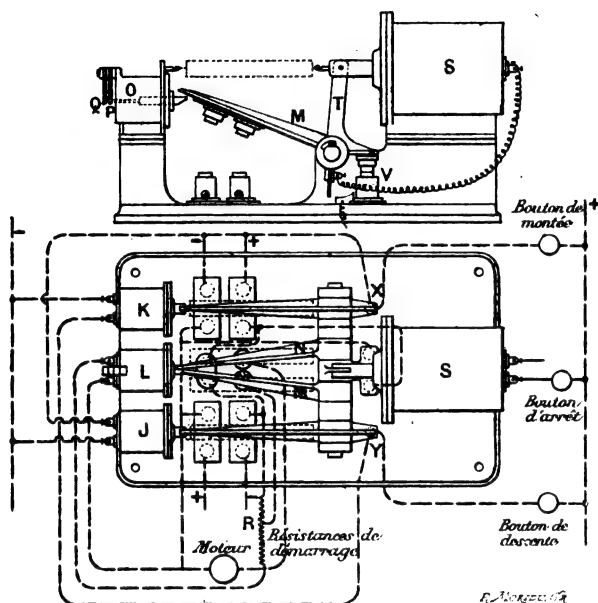 S
O
Q
P
M
T
V
+
-
Bouton de
montée
- +
K
X
L
N
M
S
J
Y
Bouton
d'arrêt
+ -
R
Résistances de
démarrage
Moteur
Bouton de
descente